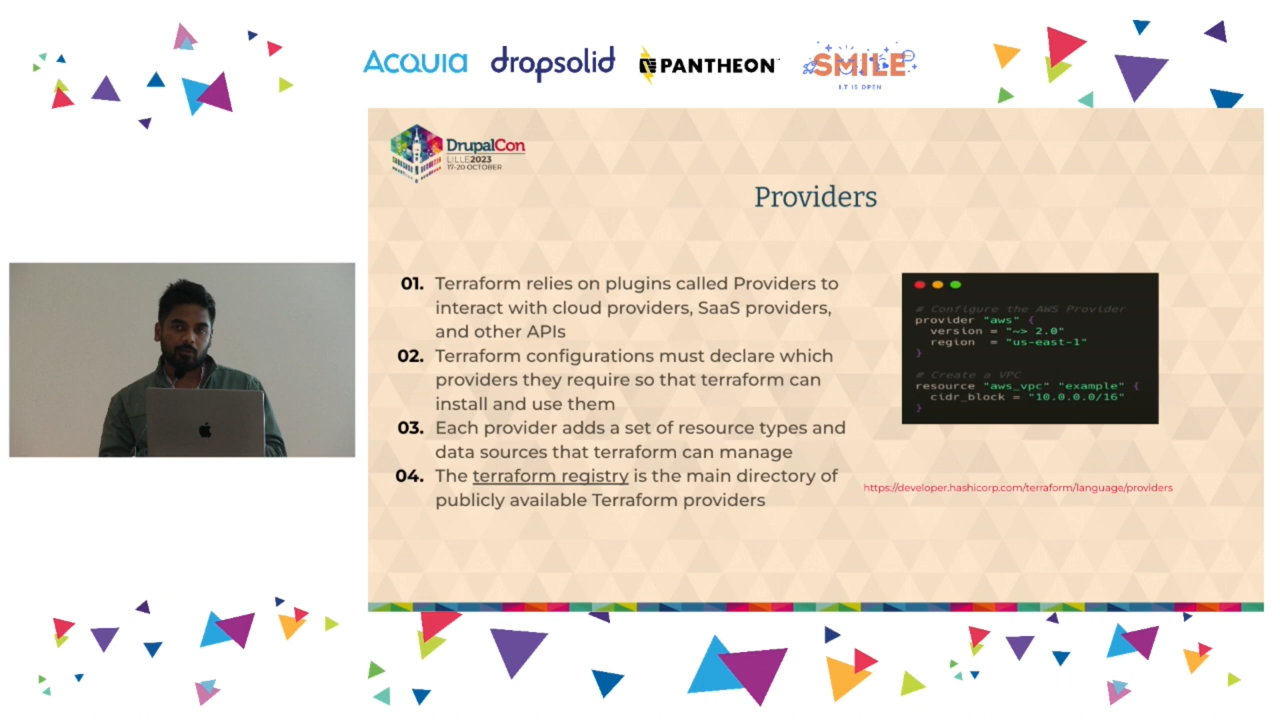 ACQUIA dropsolid PANTHEON SMILE
I.T IS OPEN
DrupalCon
LILLE2023
17-20 OCTOBER
Providers
01. Terraform relies on plugins called Providers to
interact with cloud providers, SaaS providers,
and other APIs
02. Terraform configurations must declare which
providers they require so that terraform can
install and use them
03. Each provider adds a set of resource types and
data sources that terraform can manage
04. The terraform registry is the main directory of
publicly available Terraform providers
# Configure the AWS Provider
provider "aws" {
version = "~> 2.0"
region = "us-east-1"
}
# Create a VPC
resource "aws_vpc" "example" {
cidr_block = "10.0.0.0/16"
}
https://developer.hashicorp.com/terraform/language/providers